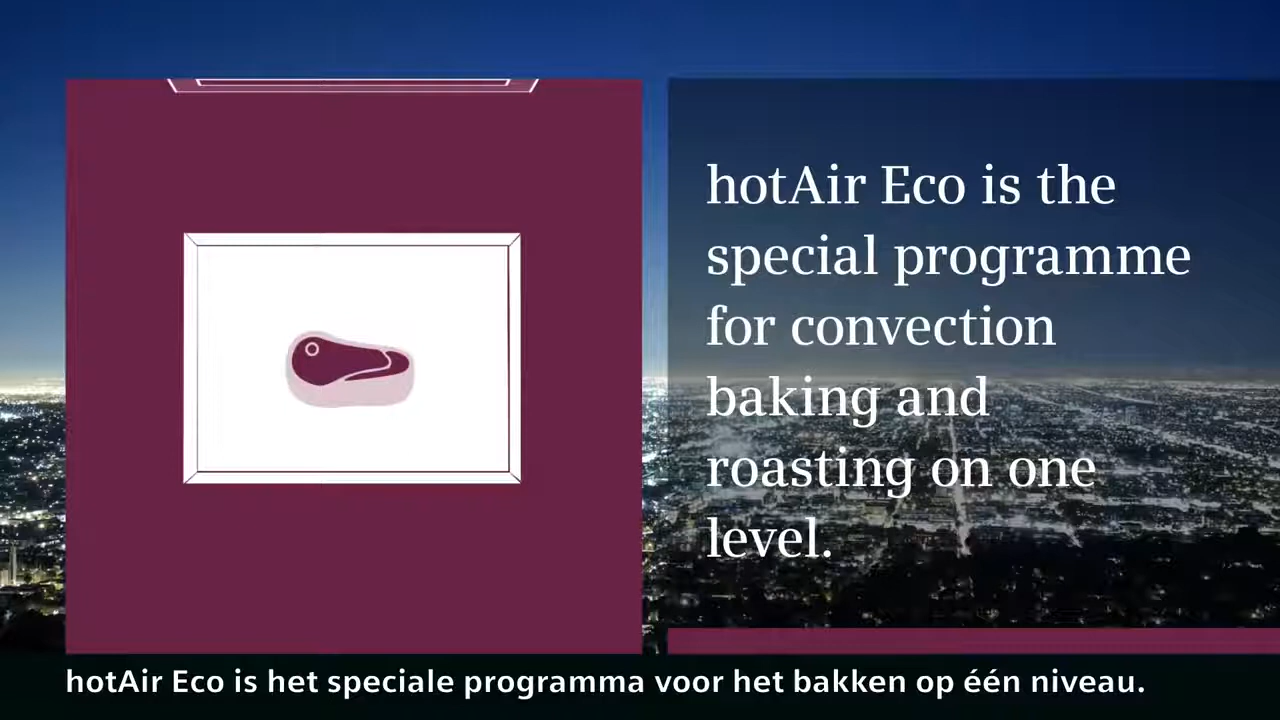 hotAir Eco is the
special programme
for convection
baking and
roasting on one
level.
hotAir Eco is het speciale programma voor het bakken op één niveau.